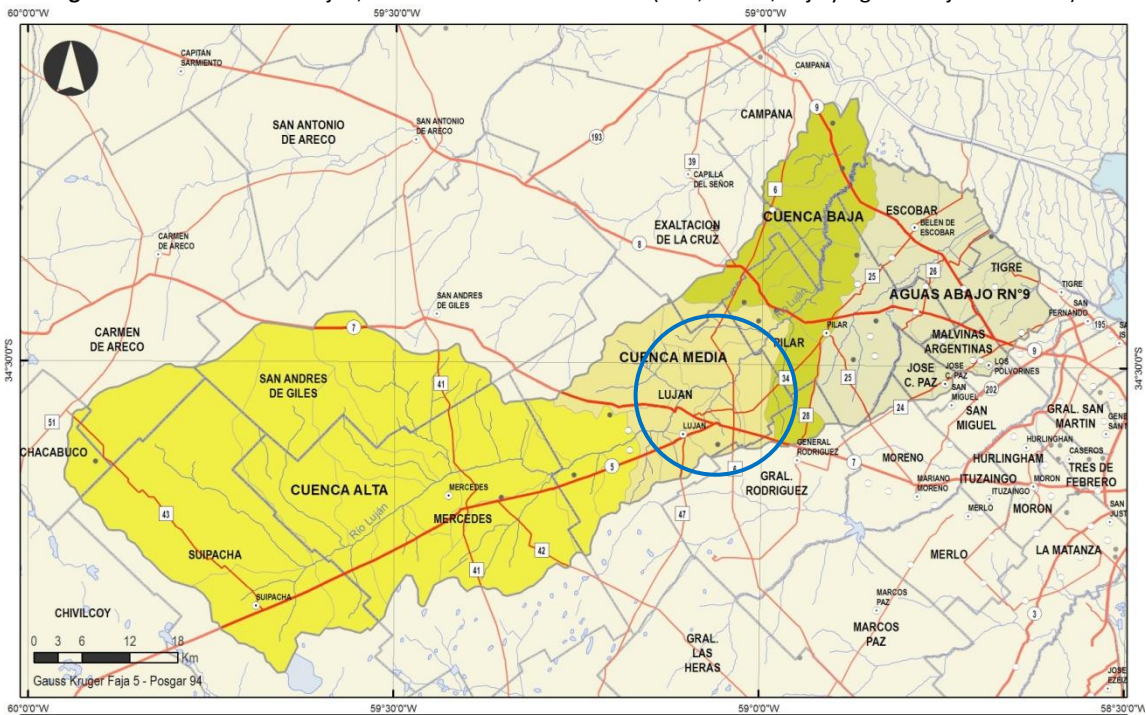 60°0'0"W
59°30'0"W
59°0'0"W
CAPITAN
SARMIENTO
CAMPANA
9
CAMPANA
SAN ANTONIO
DE ARECO
SAN ANTONIO
DE ARECO
193
39
CAPILLA
DEL SEÑOR
6
CUENCA BAJA
ESCOBAR
BELEN DE
ESCOBAR
EXALTACION
DE LA CRUZ
CARMEN
DE ARECO
8
25
26
TIGRE
TIGRE
SAN
FERNANDO
AGUAS ABAJO RN°9
Río Luján
195
SAN ANDRES
DE GILES
CARMEN
DE ARECO
7
PILAR
PILAR
MALVINAS
ARGENTINAS
9
34°30'0"S
34°30'0"S
CUENCA MEDIA
SAN ANDRES
DE GILES
41
LUJAN
34
25
JOSE
C. PAZ
JOSE
C. PAZ
LOS
POLVORINES
SAN
MIGUEL
202
SAN
MIGUEL
24
51
28
LUJAN
GRAL. SAN
MARTIN
CHACABUCO
5
6
GENERAL
RODRIGUEZ
7
MORENO
HURLINGHAN
HURLINGHAM
CASEROS
TRES DE
FEBRERO
GRAL.
RODRIGUEZ
CUENCA ALTA
MERCEDES
MERCEDES
Río Luján
MARIANO
MORENO
ITUZAINGO
ITUZAINGO
MORON
MORON
MERLO
SAN
JUST
43
47
42
41
SUIPACHA
SUIPACHA
MERLO
LA MATANZA
CHIVILCOY
MARCOS
PAZ
MARCOS
PAZ
3
GRAL.
LAS
HERAS
0 3 6 12 18
Km
Gauss Kruger Faja 5 - Posgar 94
60°0'0"W
59°30'0"W
59°0'0"W
58°30'0"W